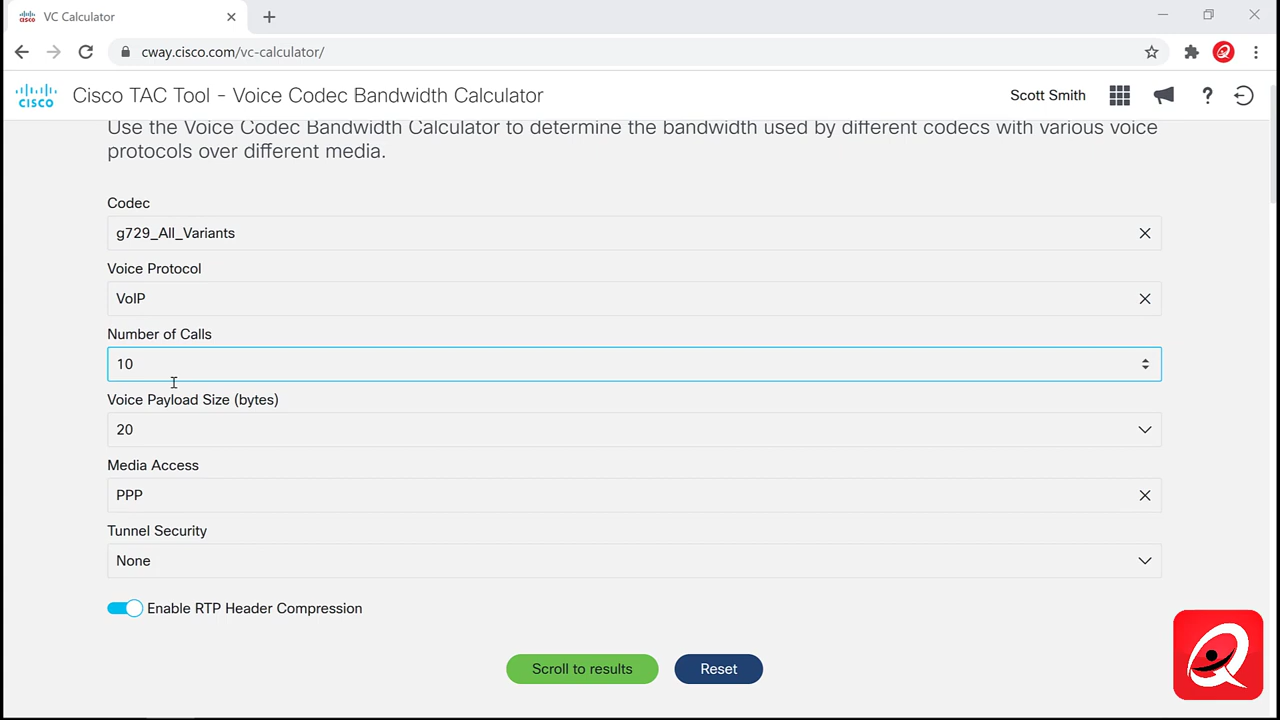 VC Calculator
cway.cisco.com/vc-calculator/
CISCO
Cisco TAC Tool - Voice Codec Bandwidth Calculator
Scott Smith
Use the Voice Codec Bandwidth Calculator to determine the bandwidth used by different codecs with various voice
protocols over different media.
Codec
g729_All_Variants
Voice Protocol
VoIP
Number of Calls
10
Voice Payload Size (bytes)
20
Media Access
PPP
Tunnel Security
None
Enable RTP Header Compression
Scroll to results
Reset